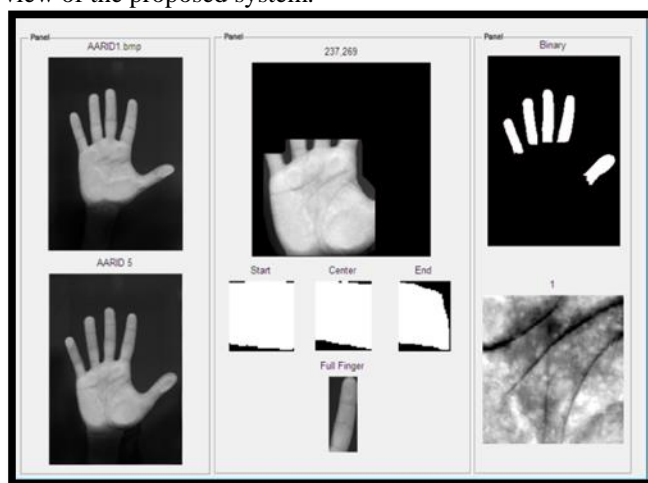 view of the proposed system.
Panel
AARID1.bmp
AARID 5
Panel
237,269
Start Center End
Full Finger
Panel
Binary
1